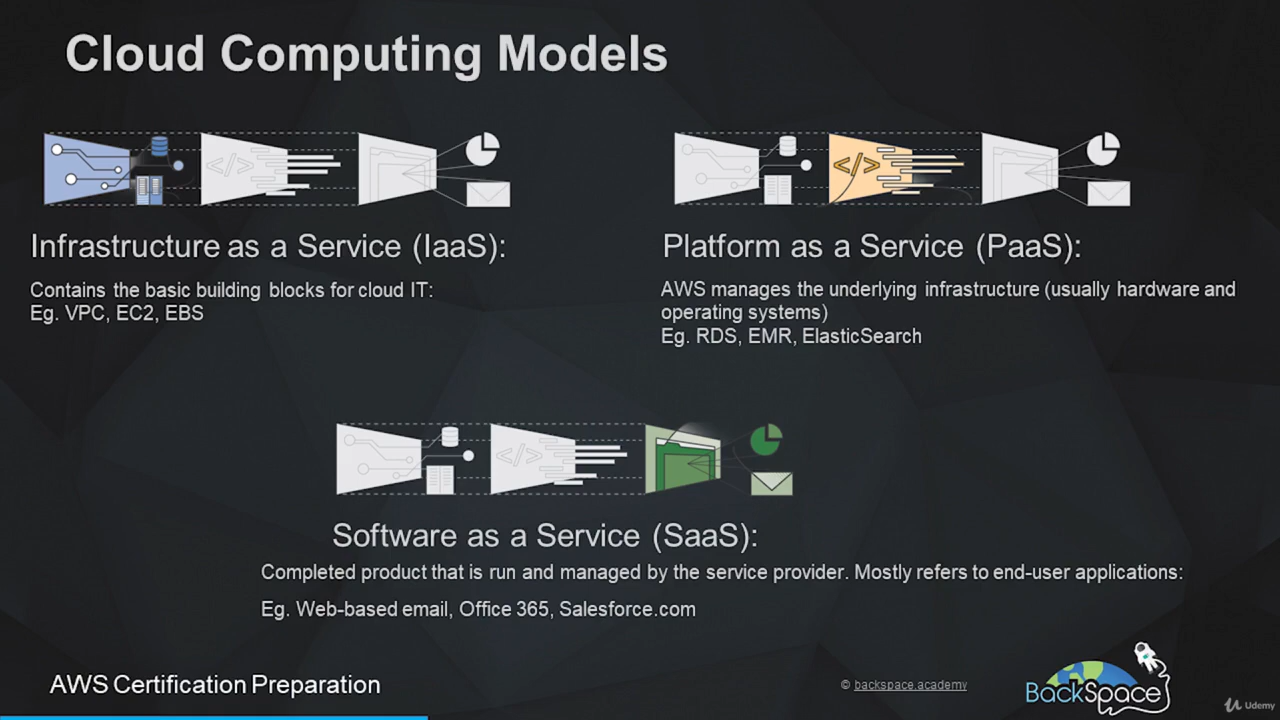 Cloud Computing Models
</>
</>
Infrastructure as a Service (IaaS):
Contains the basic building blocks for cloud IT:
Eg. VPC, EC2, EBS
Platform as a Service (PaaS):
AWS manages the underlying infrastructure (usually hardware and
operating systems)
Eg. RDS, EMR, ElasticSearch
</>
Software as a Service (SaaS):
Completed product that is run and managed by the service provider. Mostly refers to end-user applications:
Eg. Web-based email, Office 365, Salesforce.com
AWS Certification Preparation
© backspace.academy
BackSpace
Udemy